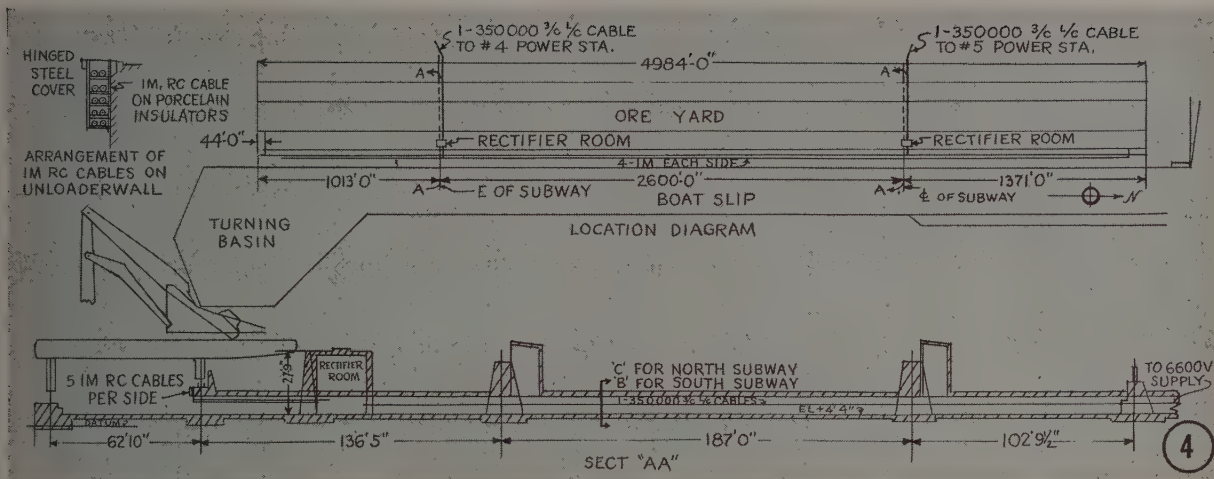 1-350000 3/C L/C CABLE
TO #4 POWER STA.
1-350000 3/C L/C CABLE
TO #5 POWER STA.
HINGED
STEEL
COVER
1M, RC CABLE
ON PORCELAIN
INSULATORS
ARRANGEMENT OF
1M RC CABLES ON
UNLOADERWALL
A
4984'-0"
A
ORE YARD
44'-0"
RECTIFIER ROOM
RECTIFIER ROOM
4-1M EACH SIDE
1013'0"
A
E OF SUBWAY
2600'-0"
A
1371'0"
BOAT SLIP
℄ OF SUBWAY
N
TURNING
BASIN
LOCATION DIAGRAM
5 1M RC CABLES
PER SIDE
27'9"
RECTIFIER
ROOM
'C' FOR NORTH SUBWAY
'B' FOR SOUTH SUBWAY
1-350000 3/C L/C CABLES
EL+4'4"
TO 6600V
SUPPLY
DATUM
62'10"
136'5"
187'0"
102'9½"
SECT "AA"
4